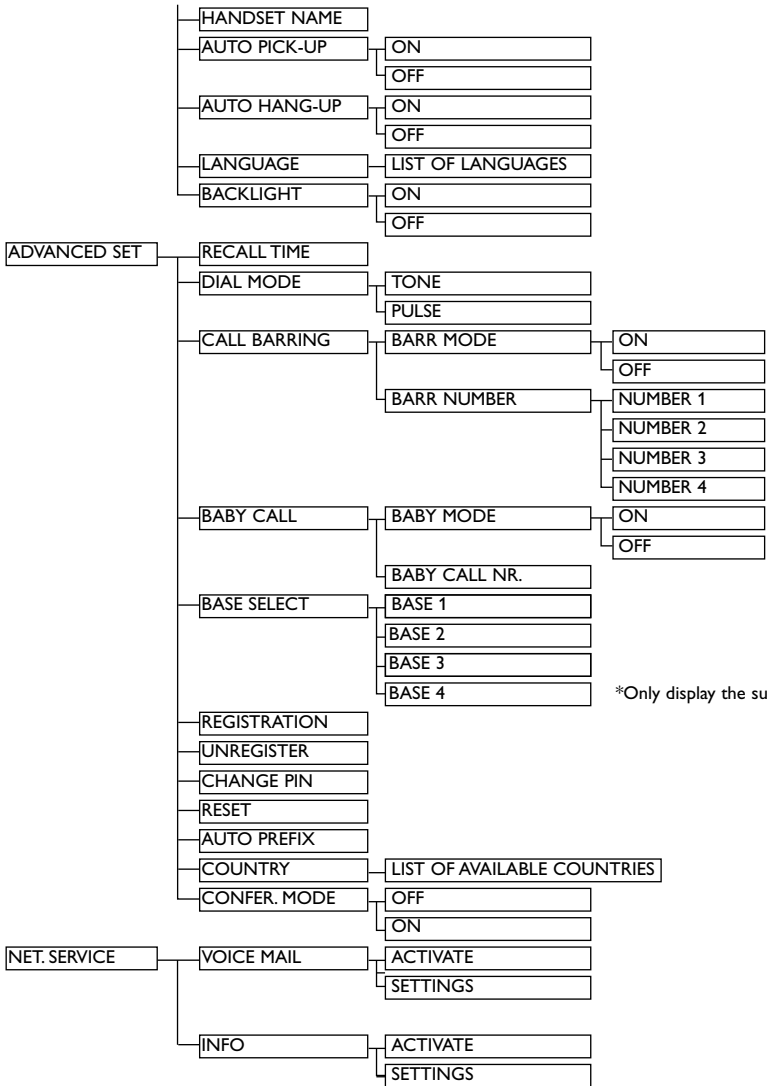 HANDSET NAME
AUTO PICK-UP ON
OFF
AUTO HANG-UP ON
OFF
LANGUAGE LIST OF LANGUAGES
BACKLIGHT ON
OFF
ADVANCED SET RECALL TIME
DIAL MODE TONE
PULSE
CALL BARRING BARR MODE ON
OFF
BARR NUMBER NUMBER 1
NUMBER 2
NUMBER 3
NUMBER 4
BABY CALL BABY MODE ON
OFF
BABY CALL NR.
BASE SELECT BASE 1
BASE 2
BASE 3
BASE 4 *Only display the su
REGISTRATION
UNREGISTER
CHANGE PIN
RESET
AUTO PREFIX
COUNTRY LIST OF AVAILABLE COUNTRIES
CONFER. MODE OFF
ON
NET. SERVICE VOICE MAIL ACTIVATE
SETTINGS
INFO ACTIVATE
SETTINGS